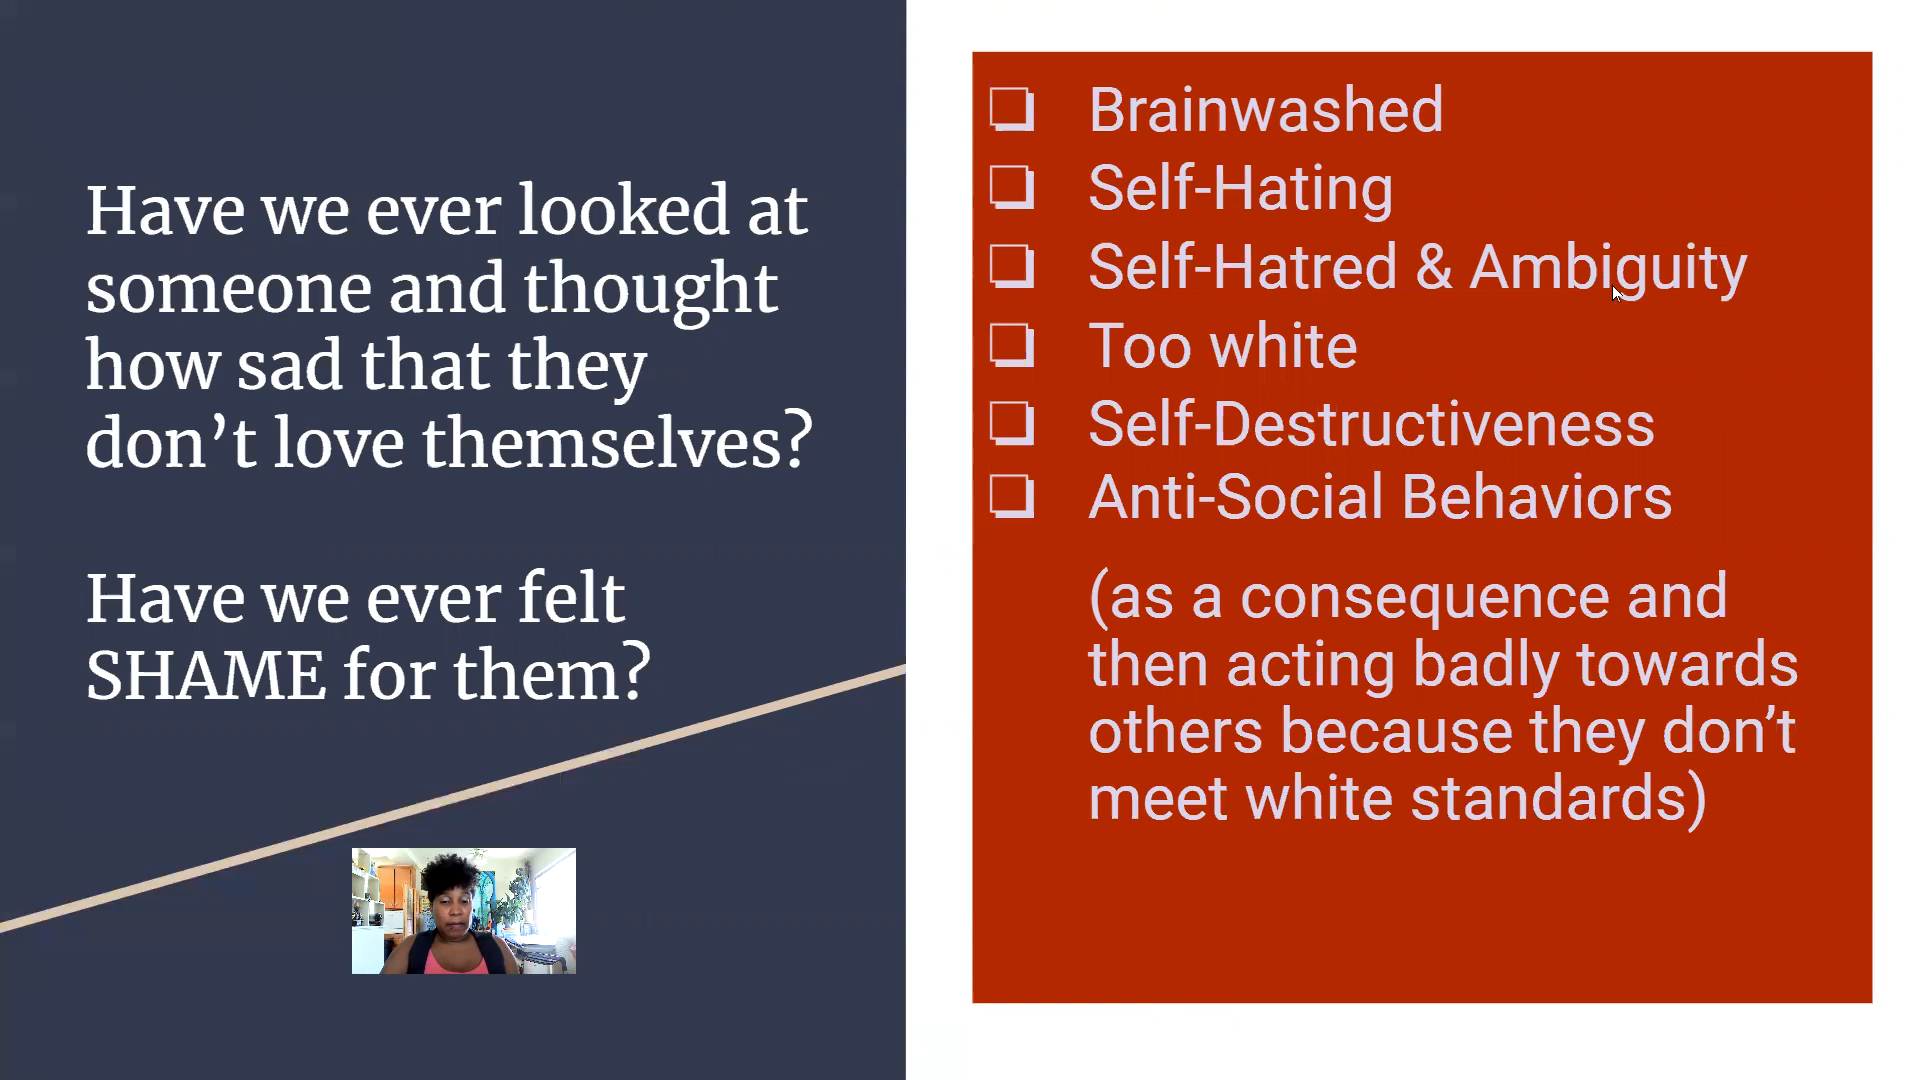 Have we ever looked at
someone and thought
how sad that they
don’t love themselves?
Have we ever felt
SHAME for them?
Brainwashed
Self-Hating
Self-Hatred & Ambiguity
Too white
Self-Destructiveness
Anti-Social Behaviors
(as a consequence and
then acting badly towards
others because they don’t
meet white standards)